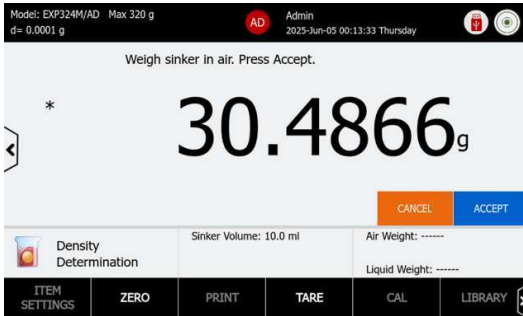 Model: EXP324M/AD Max 320 g
d= 0.0001 g
AD
Admin
2025-Jun-05 00:13:33 Thursday
Weigh sinker in air. Press Accept.
*
30.4866g
CANCEL
ACCEPT
Density
Determination
Sinker Volume: 10.0 ml
Air Weight: ------
Liquid Weight: ------
ITEM
SETTINGS
ZERO
PRINT
TARE
CAL
LIBRARY